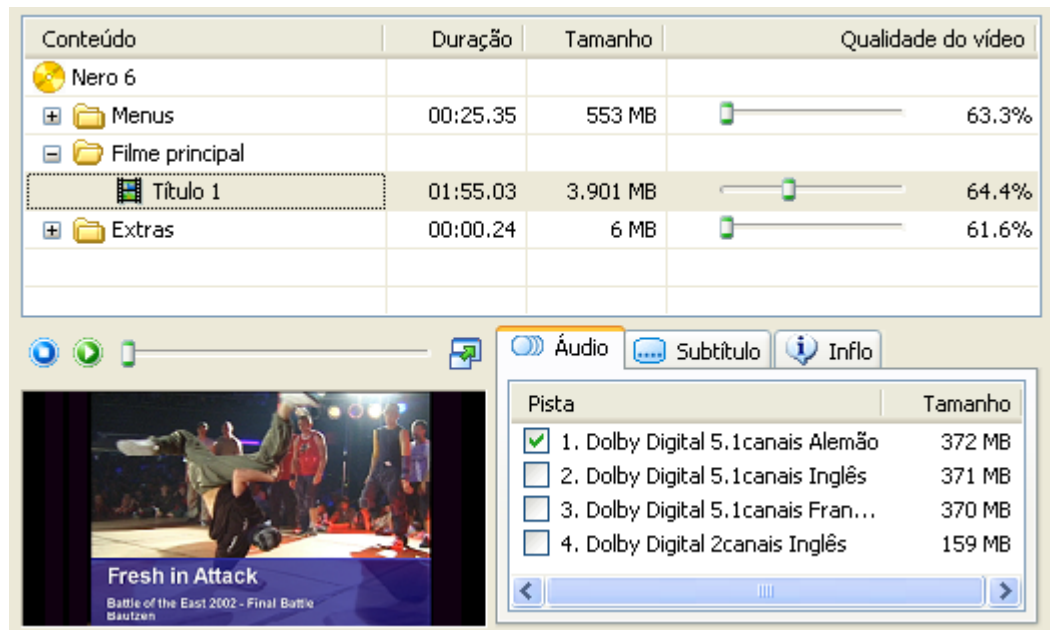 Conteúdo Duração Tamanho Qualidade do vídeo
Nero 6
Menus 00:25.35 553 MB 63.3%
Filme principal
Título 1 01:55.03 3.901 MB 64.4%
Extras 00:00.24 6 MB 61.6%
Áudio Subtítulo Inflo
Pista Tamanho
1. Dolby Digital 5.1canais Alemão 372 MB
2. Dolby Digital 5.1canais Inglês 371 MB
3. Dolby Digital 5.1canais Fran... 370 MB
4. Dolby Digital 2canais Inglês 159 MB
Fresh in Attack
Battle of the East 2002 - Final Battle
Bautzen